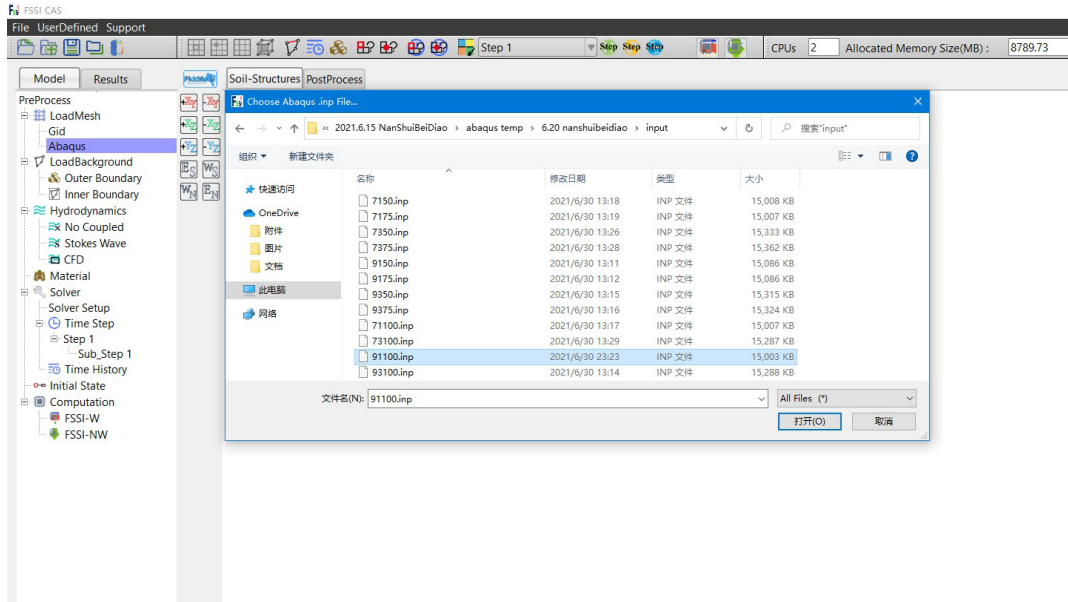 FSSI CAS
File UserDefined Support
Step 1 Step Step Step CPUs 2 Allocated Memory Size(MB) : 8789.73
Model Results Soil-Structures PostProcess
PreProcess
LoadMesh
Gid
Abaqus
LoadBackground
Outer Boundary
Inner Boundary
Hydrodynamics
No Coupled
Stokes Wave
CFD
Material
Solver
Solver Setup
Time Step
Step 1
Sub_Step 1
Time History
Initial State
Computation
FSSI-W
FSSI-NW
+XY -XY
+XZ -XZ
+YZ -YZ
ES WS
WN EN
Choose Abaqus .inp File...
« 2021.6.15 NanShuiBeiDiao › abaqus temp › 6.20 nanshuibeidiao › input 搜索"input"
组织 新建文件夹
快速访问
OneDrive
附件
图片
文档
此电脑
网络
名称 修改日期 类型 大小
7150.inp 2021/6/30 13:18 INP 文件 15,008 KB
7175.inp 2021/6/30 13:19 INP 文件 15,007 KB
7350.inp 2021/6/30 13:26 INP 文件 15,333 KB
7375.inp 2021/6/30 13:28 INP 文件 15,362 KB
9150.inp 2021/6/30 13:11 INP 文件 15,086 KB
9175.inp 2021/6/30 13:12 INP 文件 15,086 KB
9350.inp 2021/6/30 13:15 INP 文件 15,315 KB
9375.inp 2021/6/30 13:16 INP 文件 15,324 KB
71100.inp 2021/6/30 13:17 INP 文件 15,007 KB
73100.inp 2021/6/30 13:29 INP 文件 15,287 KB
91100.inp 2021/6/30 23:23 INP 文件 15,003 KB
93100.inp 2021/6/30 13:14 INP 文件 15,288 KB
文件名(N): 91100.inp All Files (*)
打开(O) 取消